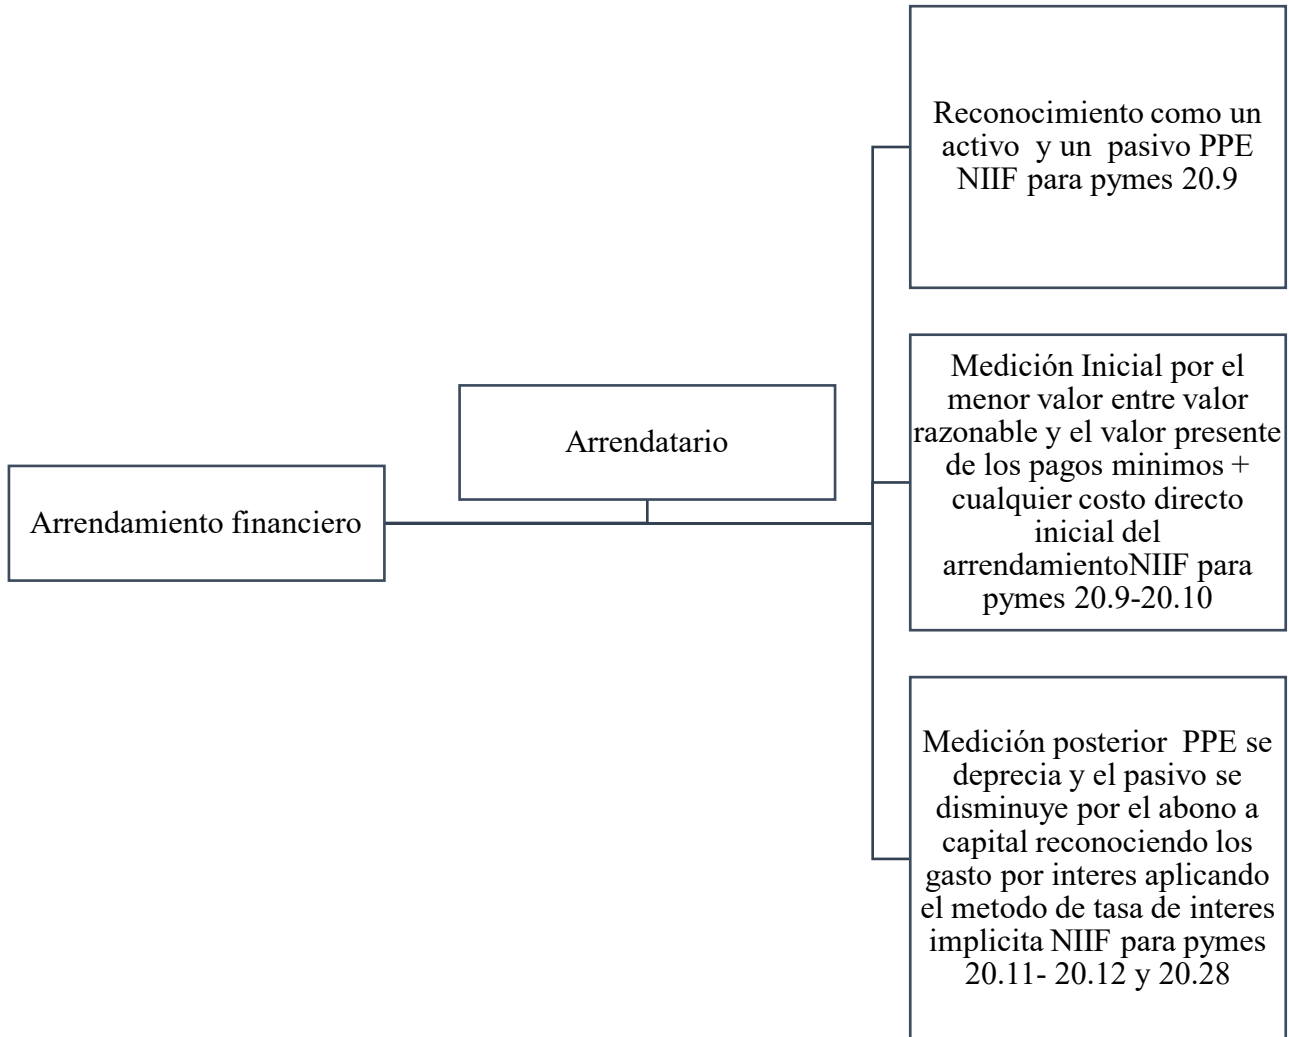 Arrendamiento financiero
Arrendatario
Reconocimiento como un
activo y un pasivo PPE
NIIF para pymes 20.9
Medición Inicial por el
menor valor entre valor
razonable y el valor presente
de los pagos minimos +
cualquier costo directo
inicial del
arrendamientoNIIF para
pymes 20.9-20.10
Medición posterior PPE se
deprecia y el pasivo se
disminuye por el abono a
capital reconociendo los
gasto por interes aplicando
el metodo de tasa de interes
implicita NIIF para pymes
20.11- 20.12 y 20.28